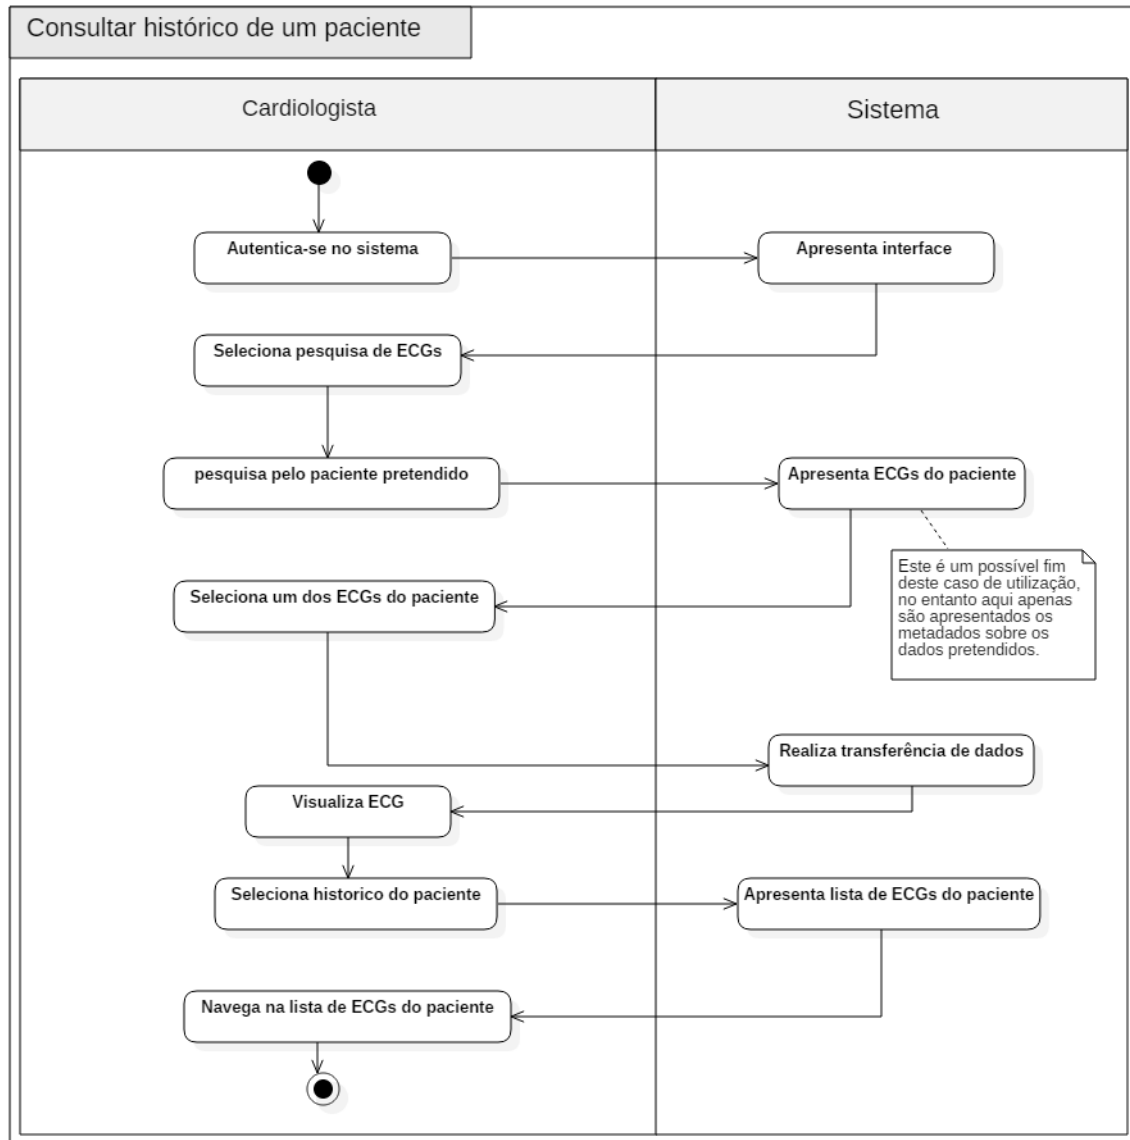 Consultar histórico de um paciente
Cardiologista
Sistema
Autentica-se no sistema
Apresenta interface
Seleciona pesquisa de ECGs
pesquisa pelo paciente pretendido
Apresenta ECGs do paciente
Este é um possível fim
deste caso de utilização,
no entanto aqui apenas
são apresentados os
metadados sobre os
dados pretendidos.
Seleciona um dos ECGs do paciente
Realiza transferência de dados
Visualiza ECG
Seleciona historico do paciente
Apresenta lista de ECGs do paciente
Navega na lista de ECGs do paciente